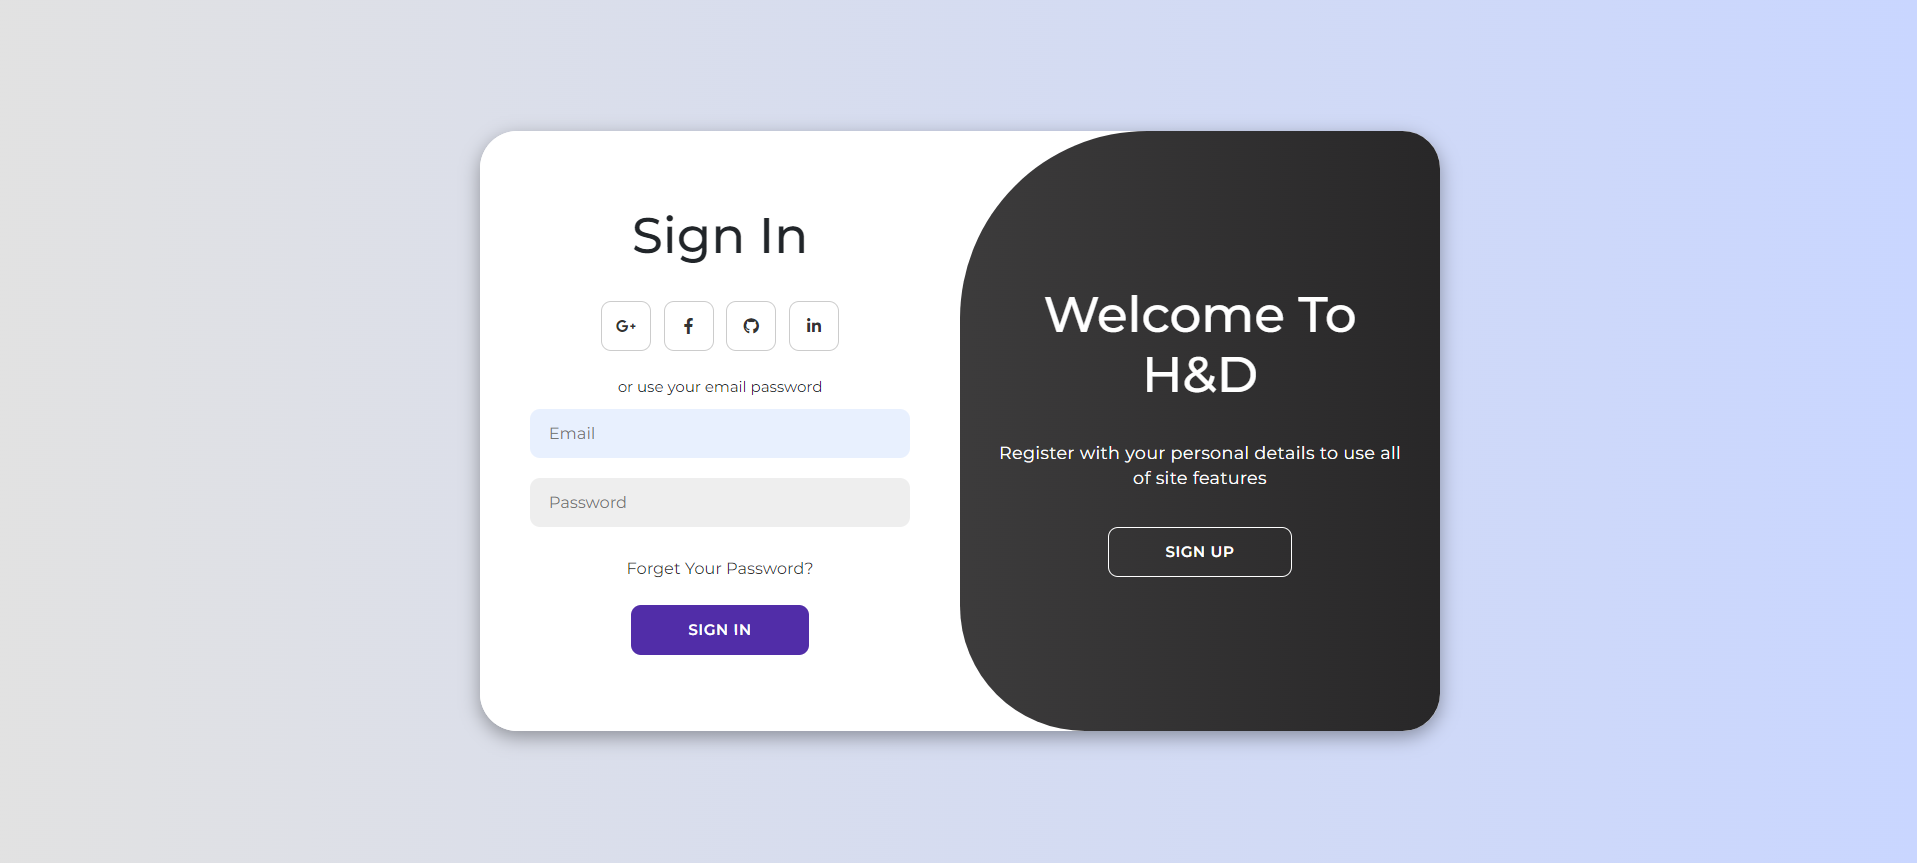 Sign In
G+
f
in
or use your email password
Email
Password
Forget Your Password?
SIGN IN
Welcome To
H&D
Register with your personal details to use all
of site features
SIGN UP